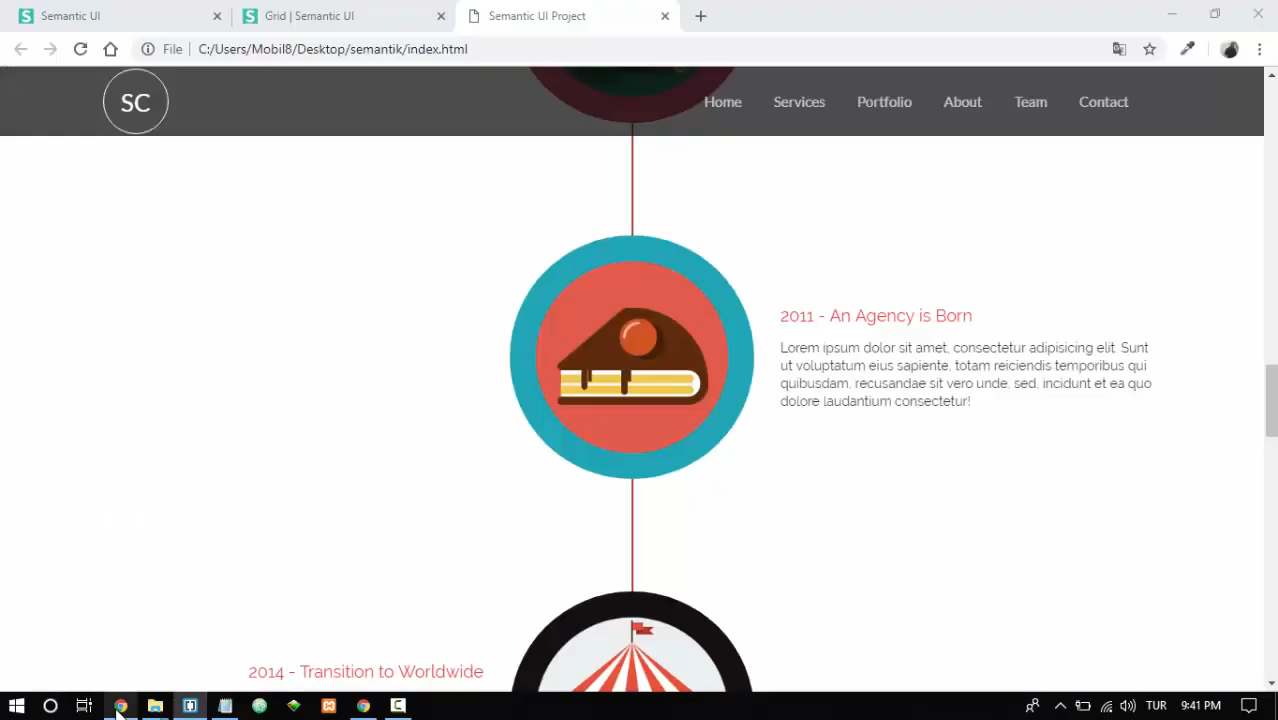 Semantic UI
Grid | Semantic UI
Semantic UI Project
File
C:/Users/Mobil8/Desktop/semantik/index.html
SC
Home
Services
Portfolio
About
Team
Contact
2011 - An Agency is Born
Lorem ipsum dolor sit amet, consectetur adipisicing elit. Sunt
ut voluptatum eius sapiente, totam reiciendis temporibus qui
quibusdam, recusandae sit vero unde, sed, incidunt et ea quo
dolore laudantium consectetur!
2014 - Transition to Worldwide
TUR
9:41 PM